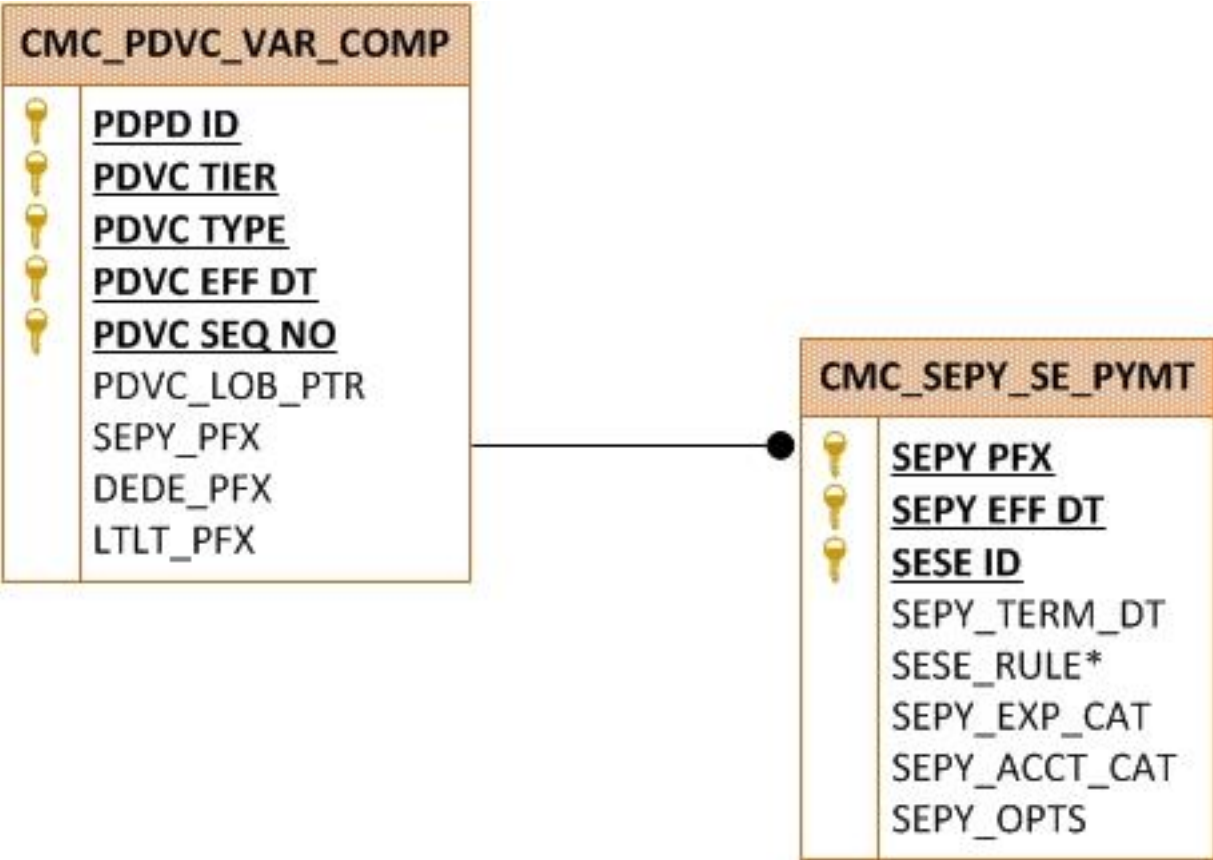 CMC_PDVC_VAR_COMP
PDPD ID
PDVC TIER
PDVC TYPE
PDVC EFF DT
PDVC SEQ NO
PDVC_LOB_PTR
SEPY_PFX
DEDE_PFX
LTLT_PFX
CMC_SEPY_SE_PYMT
SEPY PFX
SEPY EFF DT
SESE ID
SEPY_TERM_DT
SESE_RULE*
SEPY_EXP_CAT
SEPY_ACCT_CAT
SEPY_OPTS